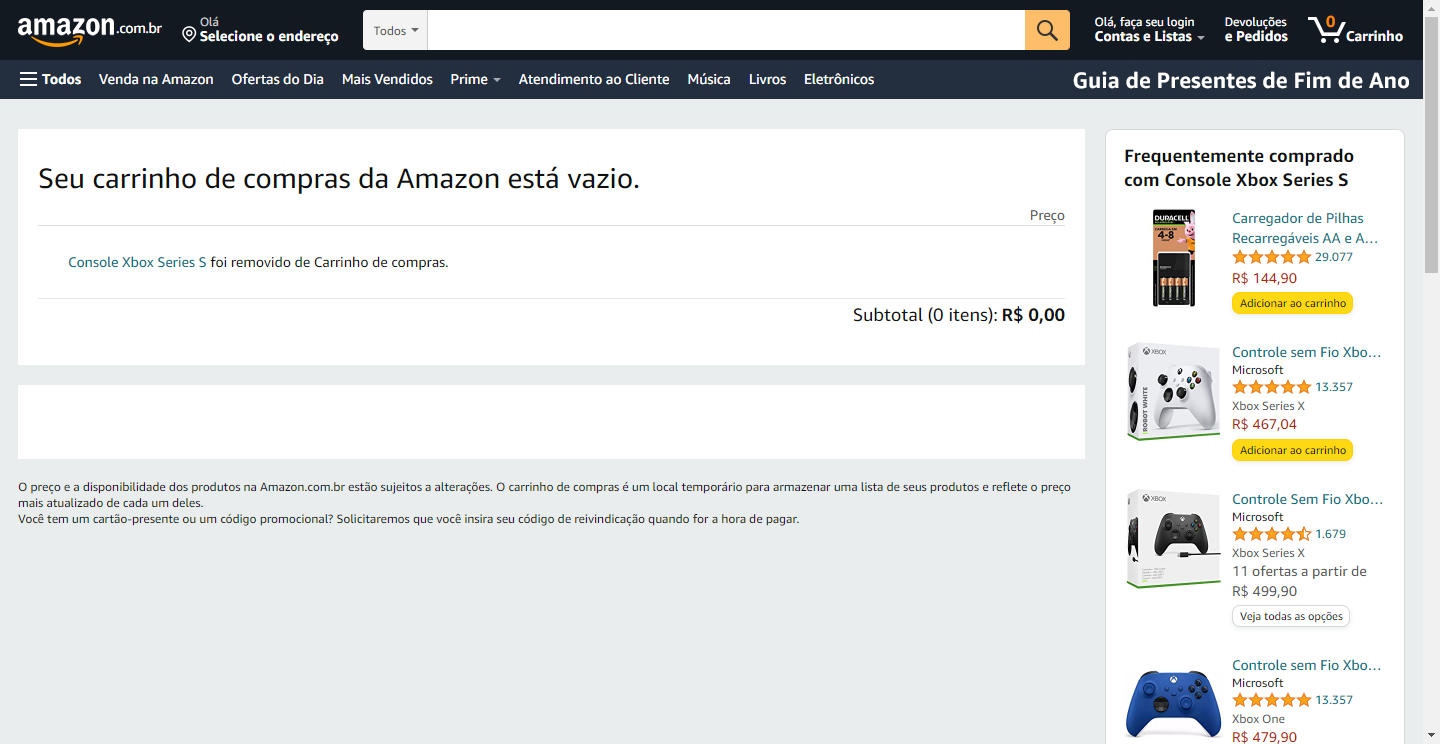 amazon.com.br
Olá
Selecione o endereço
Todos
Olá, faça seu login
Contas e Listas
Devoluções
e Pedidos
0
Carrinho
Todos
Venda na Amazon
Ofertas do Dia
Mais Vendidos
Prime
Atendimento ao Cliente
Música
Livros
Eletrônicos
Guia de Presentes de Fim de Ano
Seu carrinho de compras da Amazon está vazio.
Preço
Console Xbox Series S foi removido de Carrinho de compras.
Subtotal (0 itens): R$ 0,00
O preço e a disponibilidade dos produtos na Amazon.com.br estão sujeitos a alterações. O carrinho de compras é um local temporário para armazenar uma lista de seus produtos e reflete o preço
mais atualizado de cada um deles.
Você tem um cartão-presente ou um código promocional? Solicitaremos que você insira seu código de reivindicação quando for a hora de pagar.
Frequentemente comprado
com Console Xbox Series S
DURACELL
4-8
Carregador de Pilhas
Recarregáveis AA e A…
29.077
R$ 144,90
Adicionar ao carrinho
XBOX
ROBOT WHITE
Controle sem Fio Xbo…
Microsoft
13.357
Xbox Series X
R$ 467,04
Adicionar ao carrinho
XBOX
Controle Sem Fio Xbo…
Microsoft
1.679
Xbox Series X
11 ofertas a partir de
R$ 499,90
Veja todas as opções
Controle sem Fio Xbo…
Microsoft
13.357
Xbox One
R$ 479,90